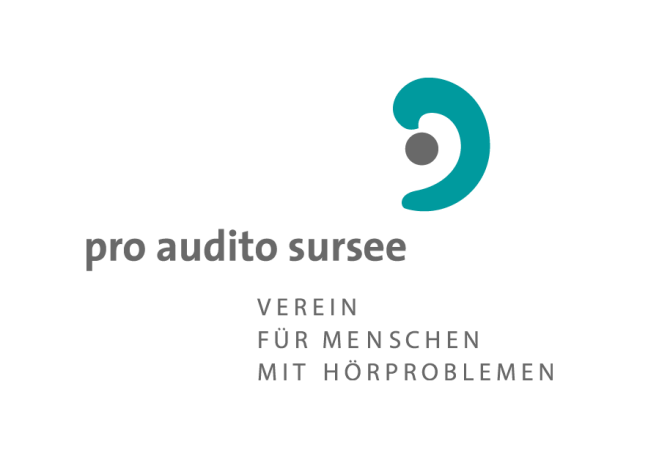 pro audito sursee
VEREIN
FÜR MENSCHEN
MIT HÖRPROBLEMEN